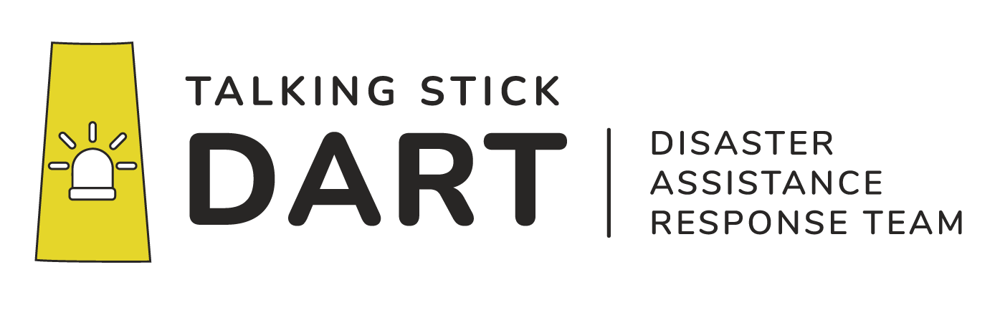 TALKING STICK
DART
DISASTER
ASSISTANCE
RESPONSE TEAM